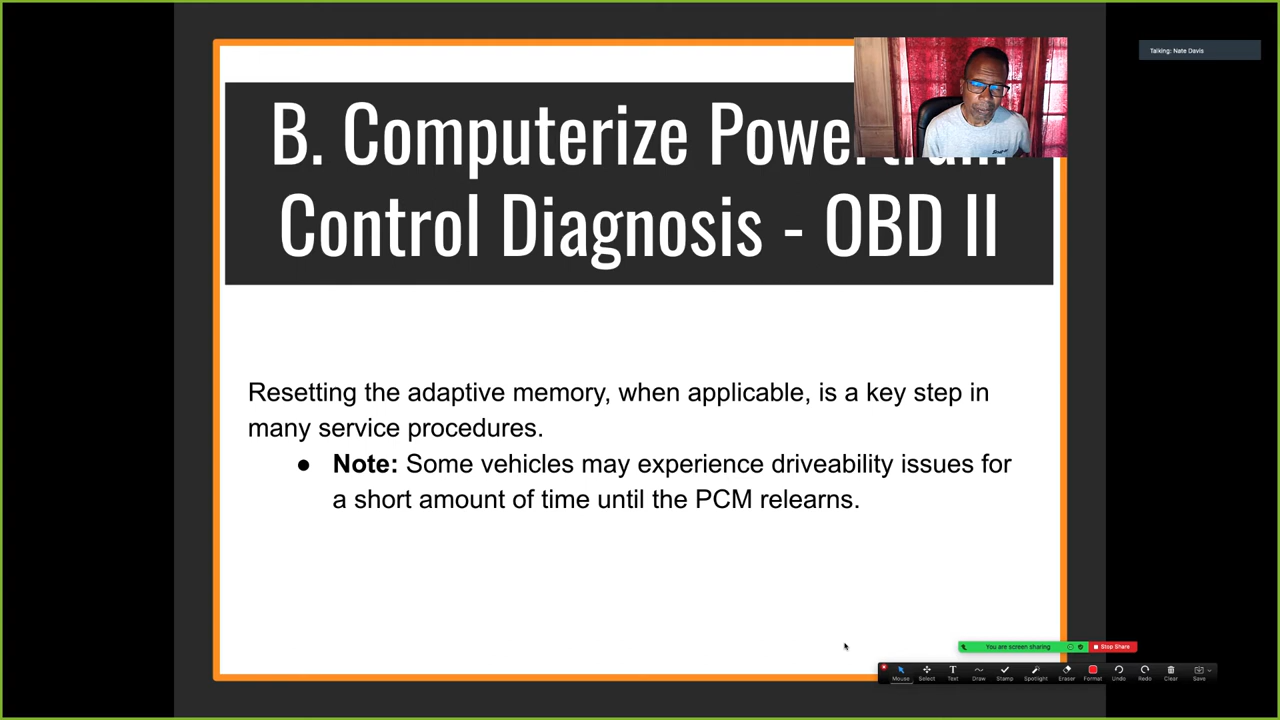 Talking: Nate Davis
B. Computerize Powertrain
Control Diagnosis - OBD II
Resetting the adaptive memory, when applicable, is a key step in
many service procedures.
● Note: Some vehicles may experience driveability issues for
a short amount of time until the PCM relearns.
You are screen sharing Stop Share
Mouse Select Text Draw Stamp Spotlight Eraser Format Undo Redo Clear Save